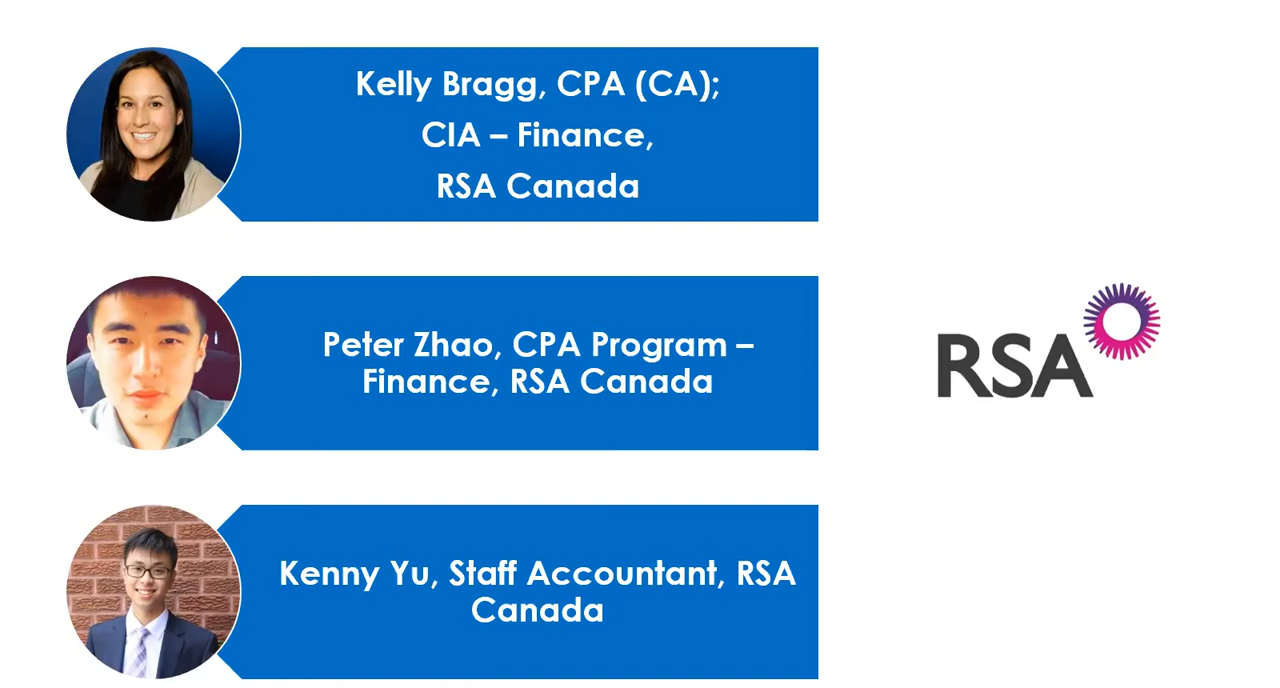 Kelly Bragg, CPA (CA);
CIA – Finance,
RSA Canada
Peter Zhao, CPA Program –
Finance, RSA Canada
RSA
Kenny Yu, Staff Accountant, RSA
Canada